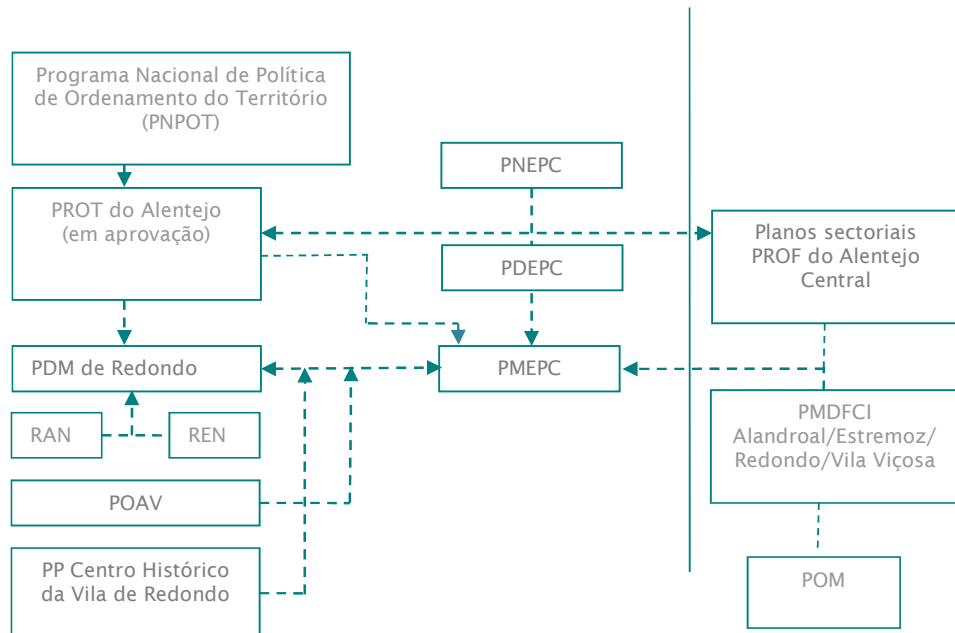 Programa Nacional de Política
de Ordenamento do Território
(PNPOT)
PNEPC
PROT do Alentejo
(em aprovação)
PDEPC
Planos sectoriais
PROF do Alentejo
Central
PDM de Redondo
PMEPC
RAN
REN
PMDFCI
Alandroal/Estremoz/
Redondo/Vila Viçosa
POAV
PP Centro Histórico
da Vila de Redondo
POM